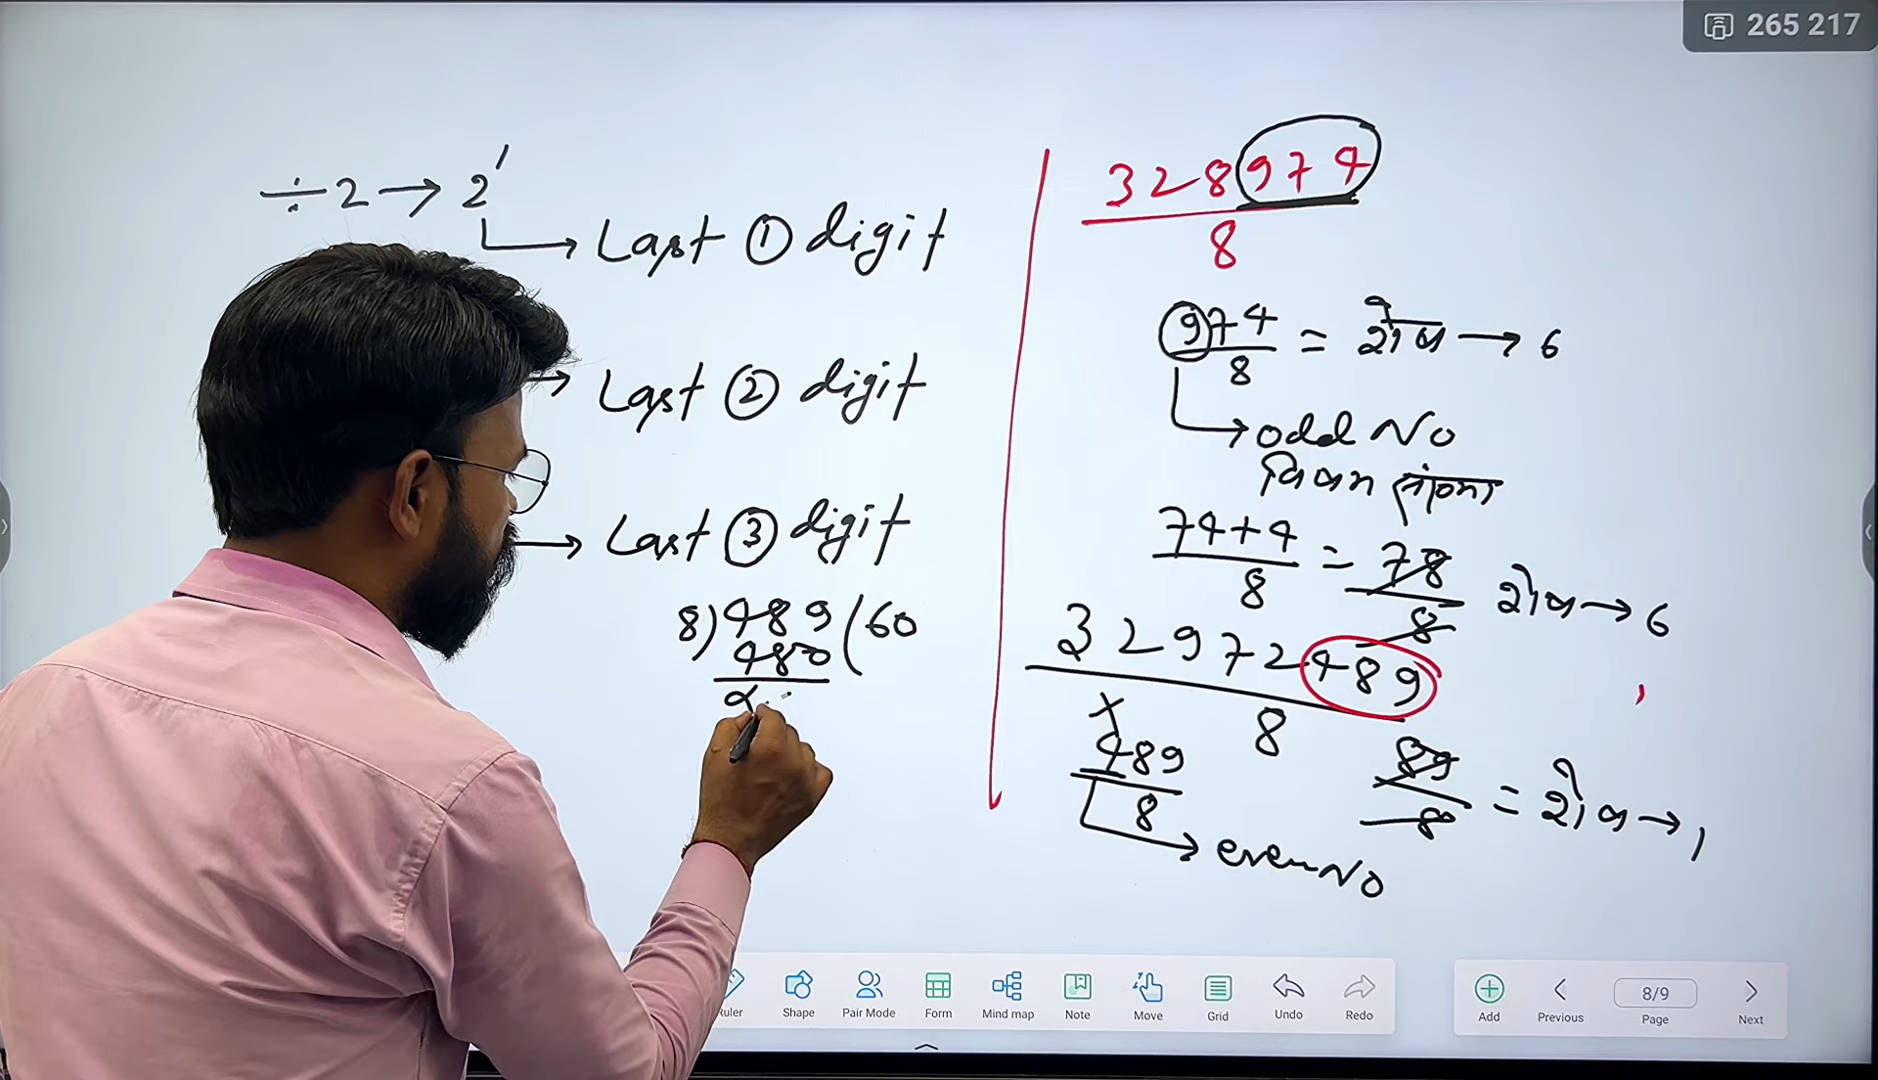 265 217
÷2 → 2¹
→ Last ① digit
→ Last ② digit
→ Last ③ digit
8)489(60
480
328974
8
974
8
= शेष → 6
→ odd No
विषम संख्या
74+4
8
= 78
8
शेष → 6
32972489
8
×
489
8
→ even No
89
8
= शेष → 1
Ruler Shape Pair Mode Form Mind map Note Move Grid Undo Redo
Add Previous 8/9 Page Next